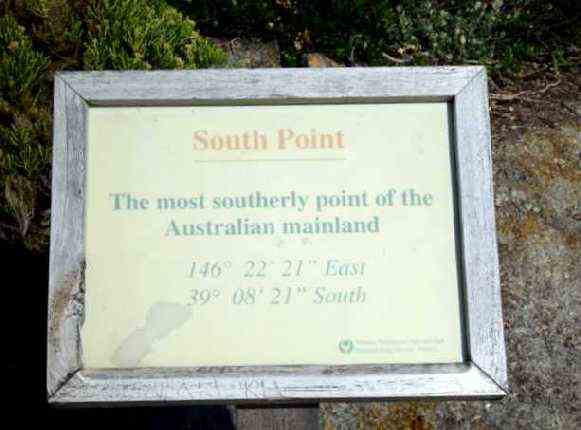 South Point
The most southerly point of the
Australian mainland
146° 22' 21" East
39° 08' 21" South